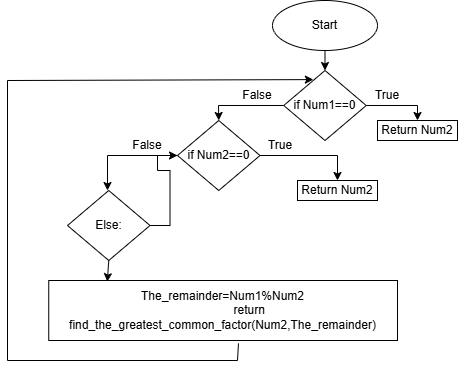 Start
if Num1==0
True
False
Return Num2
if Num2==0
True
False
Return Num2
Else:
The_remainder=Num1%Num2
return
find_the_greatest_common_factor(Num2,The_remainder)